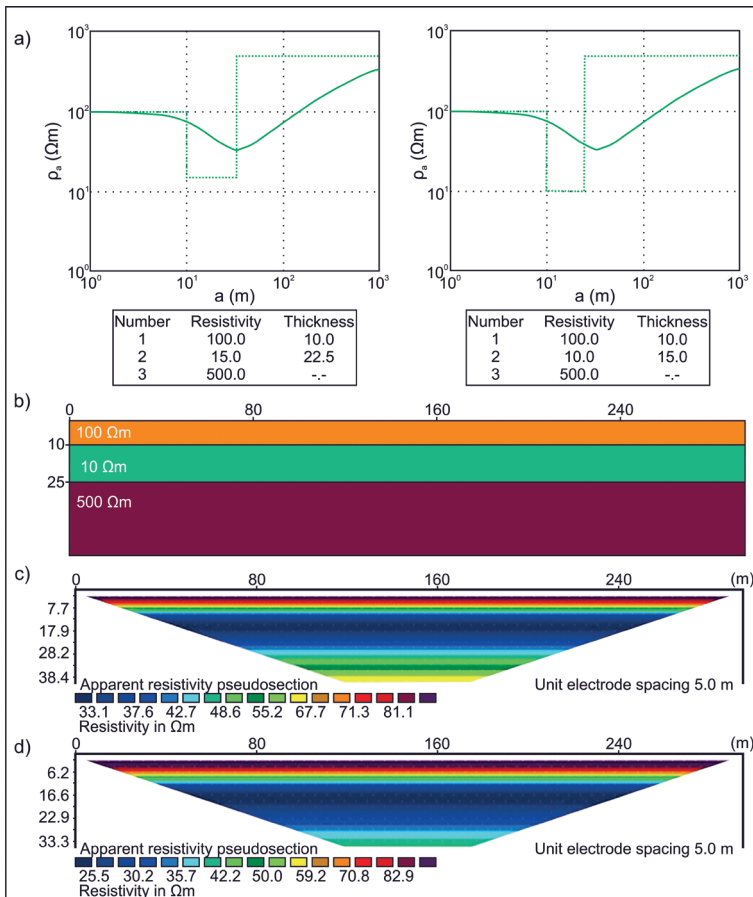 a)
10³ 10³
10² 10²
10¹ 10¹
10⁰ 10⁰
ρa (Ωm) ρa (Ωm)
10⁰ 10¹ 10² 10³ 10⁰ 10¹ 10² 10³
a (m) a (m)
Number Resistivity Thickness
1 100.0 10.0
2 15.0 22.5
3 500.0 -.-
Number Resistivity Thickness
1 100.0 10.0
2 10.0 15.0
3 500.0 -.-
b)
0 80 160 240
100 Ωm
10
10 Ωm
25
500 Ωm
c)
0 80 160 240 (m)
7.7
17.9
28.2
38.4
Apparent resistivity pseudosection Unit electrode spacing 5.0 m
33.1 37.6 42.7 48.6 55.2 67.7 71.3 81.1
Resistivity in Ωm
d)
0 80 160 240 (m)
6.2
16.6
22.9
33.3
Apparent resistivity pseudosection Unit electrode spacing 5.0 m
25.5 30.2 35.7 42.2 50.0 59.2 70.8 82.9
Resistivity in Ωm